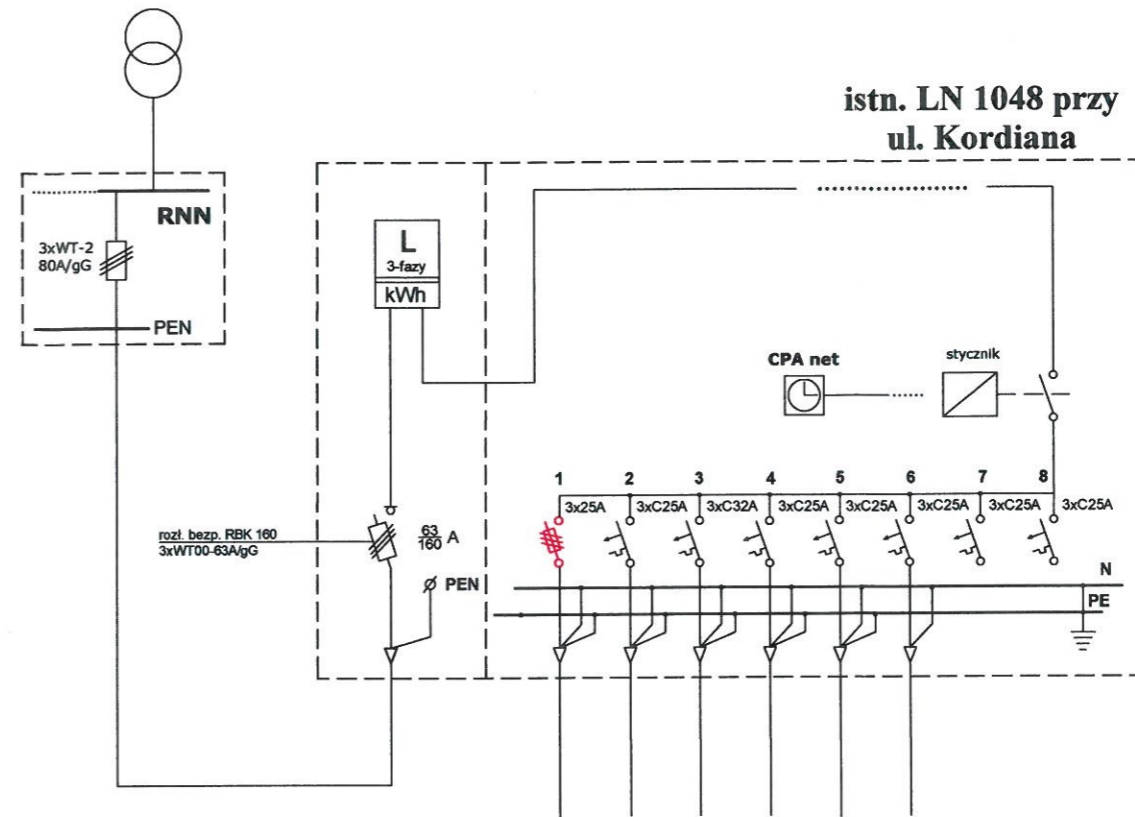 istn. LN 1048 przy
ul. Kordiana
RNN
3xWT-2
80A/gG
PEN
L
3-fazy
kWh
CPA net
stycznik
1
2
3
4
5
6
7
8
3x25A
3xC25A
3xC32A
3xC25A
3xC25A
3xC25A
3xC25A
3xC25A
rozł. bezp. RBK 160
3xWT00-63A/gG
63
160 A
PEN
N
PE